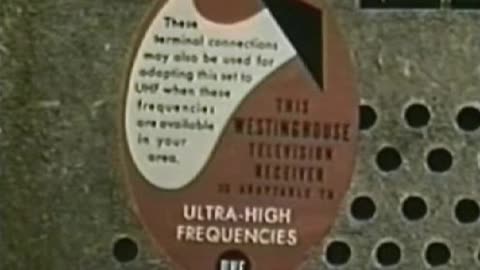 These
terminal connections
may also be used for
adapting this set to
UHF when these
frequencies
are available
in your
area.
THIS
WESTINGHOUSE
TELEVISION
RECEIVER
IS ADAPTABLE TO
ULTRA-HIGH
FREQUENCIES